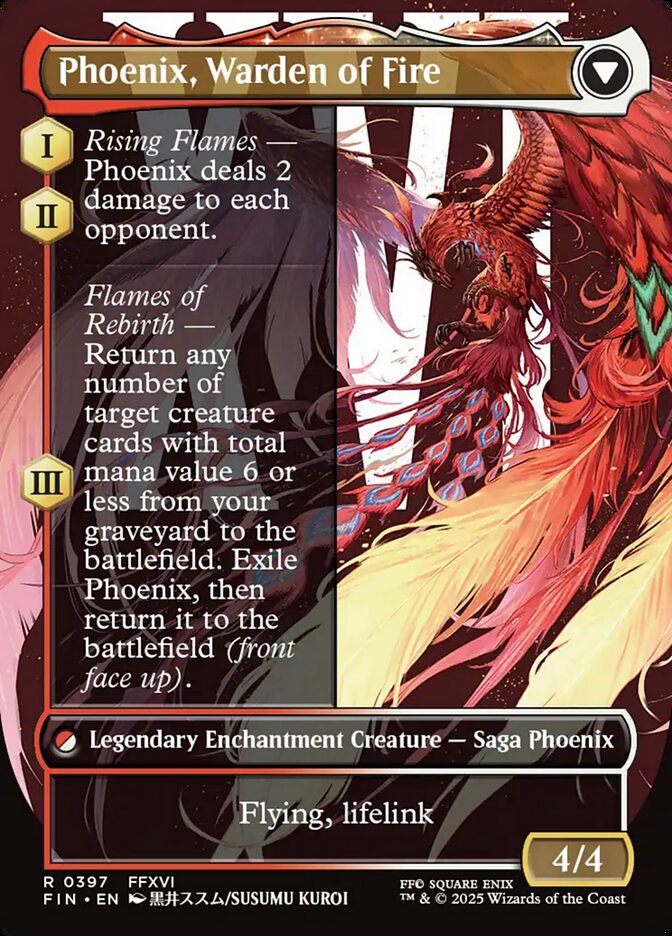 Phoenix, Warden of Fire
I
II
Rising Flames —
Phoenix deals 2
damage to each
opponent.
III
Flames of
Rebirth —
Return any
number of
target creature
cards with total
mana value 6 or
less from your
graveyard to the
battlefield. Exile
Phoenix, then
return it to the
battlefield (front
face up).
Legendary Enchantment Creature — Saga Phoenix
Flying, lifelink
4/4
R 0397 FFXVI
FIN • EN 黒井ススム/SUSUMU KUROI
FF© SQUARE ENIX
™ & © 2025 Wizards of the Coast